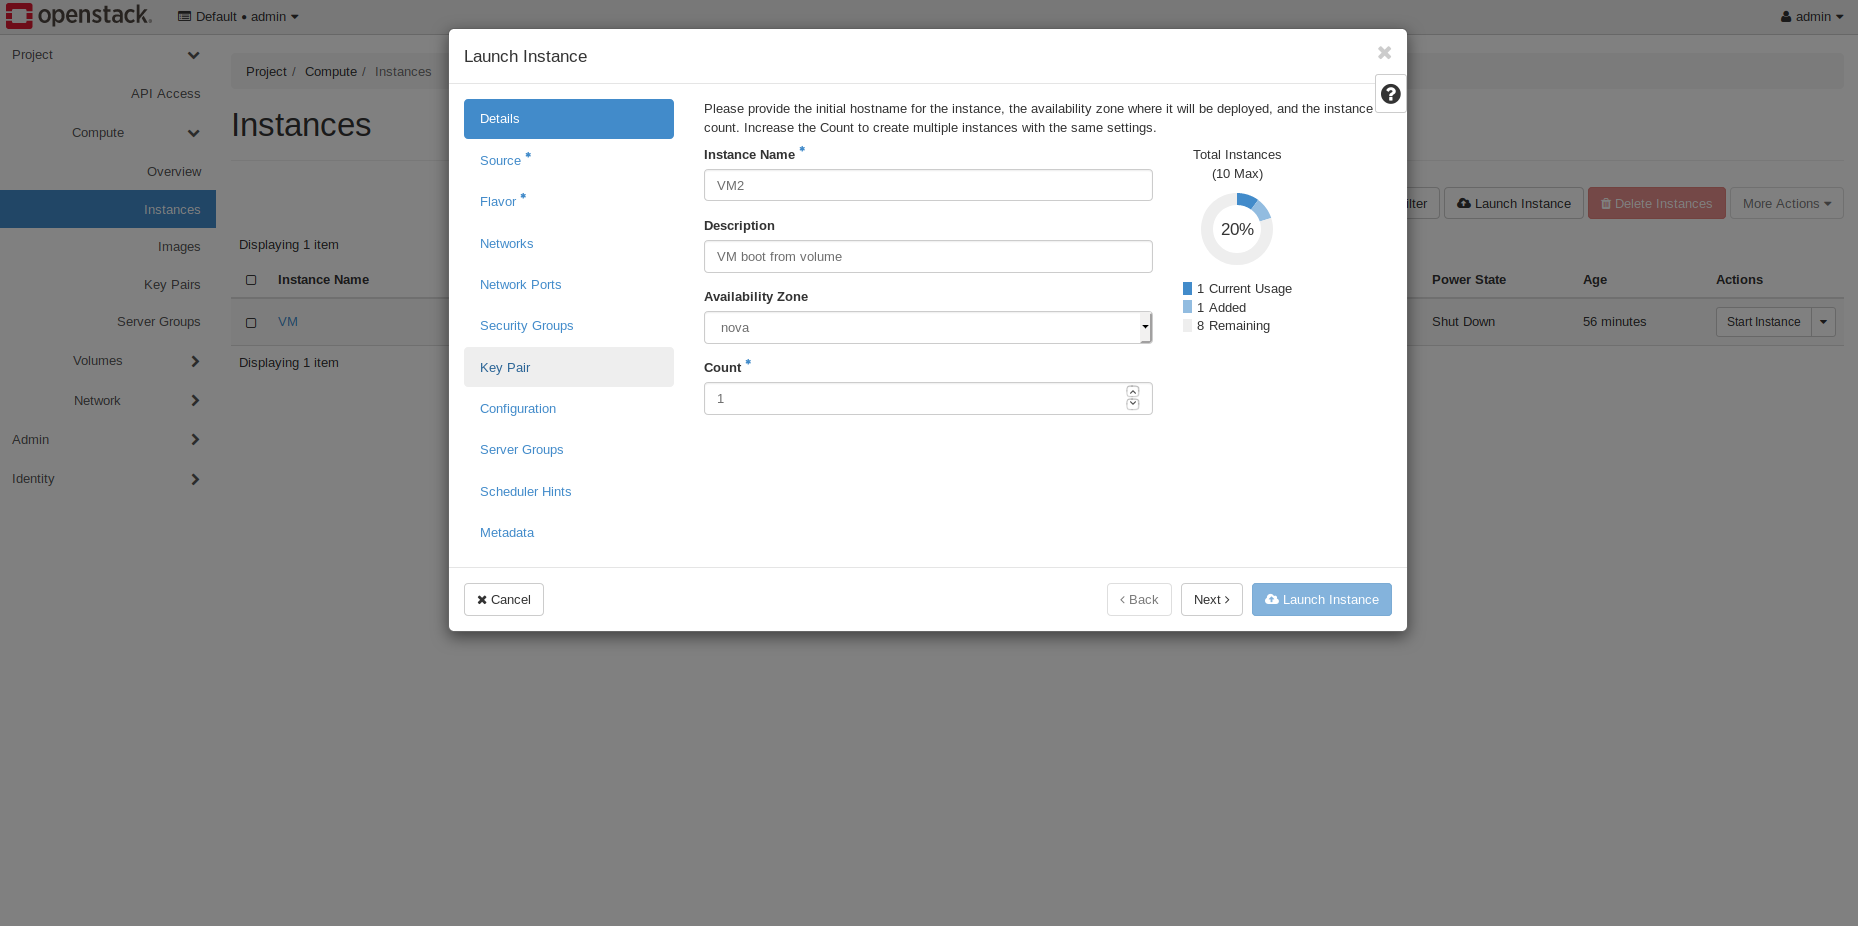 openstack.
Default • admin
admin
Project
API Access
Compute
Overview
Instances
Images
Key Pairs
Server Groups
Volumes
Network
Admin
Identity
Project / Compute / Instances
Instances
Launch Instance
Delete Instances
More Actions
Displaying 1 item
Instance Name
Power State
Age
Actions
VM
Shut Down
56 minutes
Start Instance
Displaying 1 item
Launch Instance
Details
Source *
Flavor *
Networks
Network Ports
Security Groups
Key Pair
Configuration
Server Groups
Scheduler Hints
Metadata
Please provide the initial hostname for the instance, the availability zone where it will be deployed, and the instance
count. Increase the Count to create multiple instances with the same settings.
Instance Name *
VM2
Description
VM boot from volume
Availability Zone
nova
Count *
1
Total Instances
(10 Max)
20%
1 Current Usage
1 Added
8 Remaining
Cancel
< Back
Next >
Launch Instance